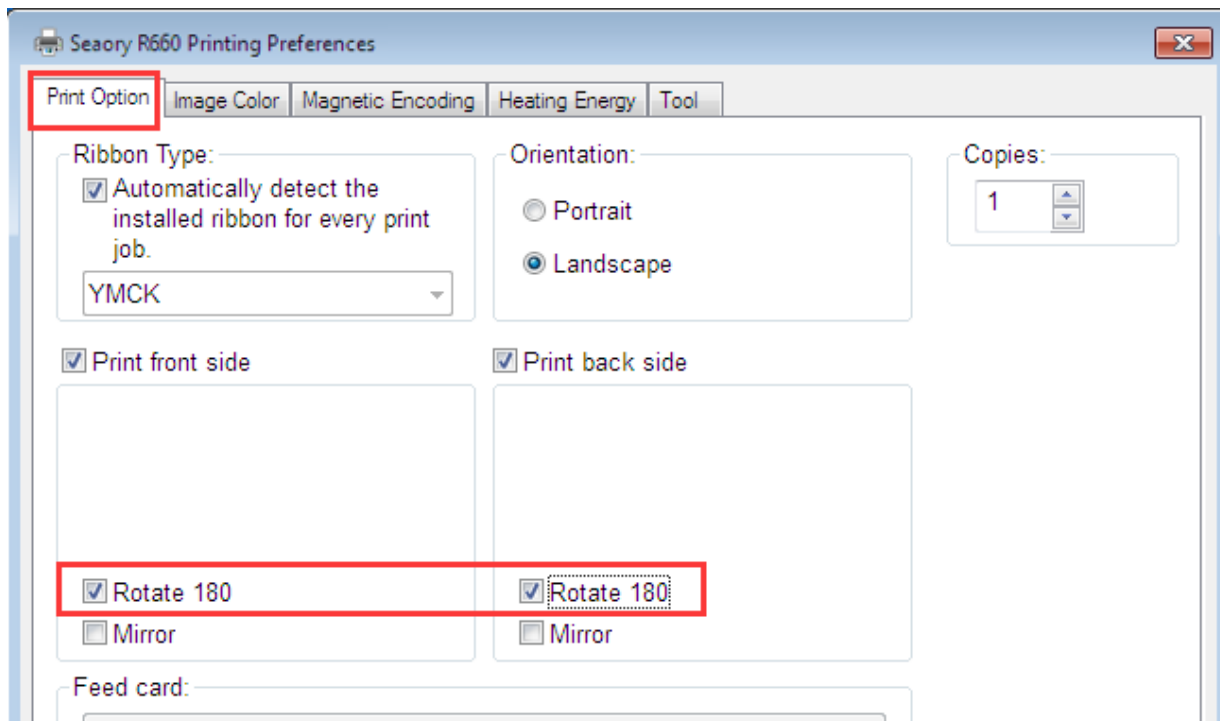 Seaory R660 Printing Preferences
Print Option
Image Color
Magnetic Encoding
Heating Energy
Tool
Ribbon Type:
Automatically detect the
installed ribbon for every print
job.
YMCK
Orientation:
Portrait
Landscape
Copies:
1
Print front side
Print back side
Rotate 180
Rotate 180
Mirror
Mirror
Feed card: